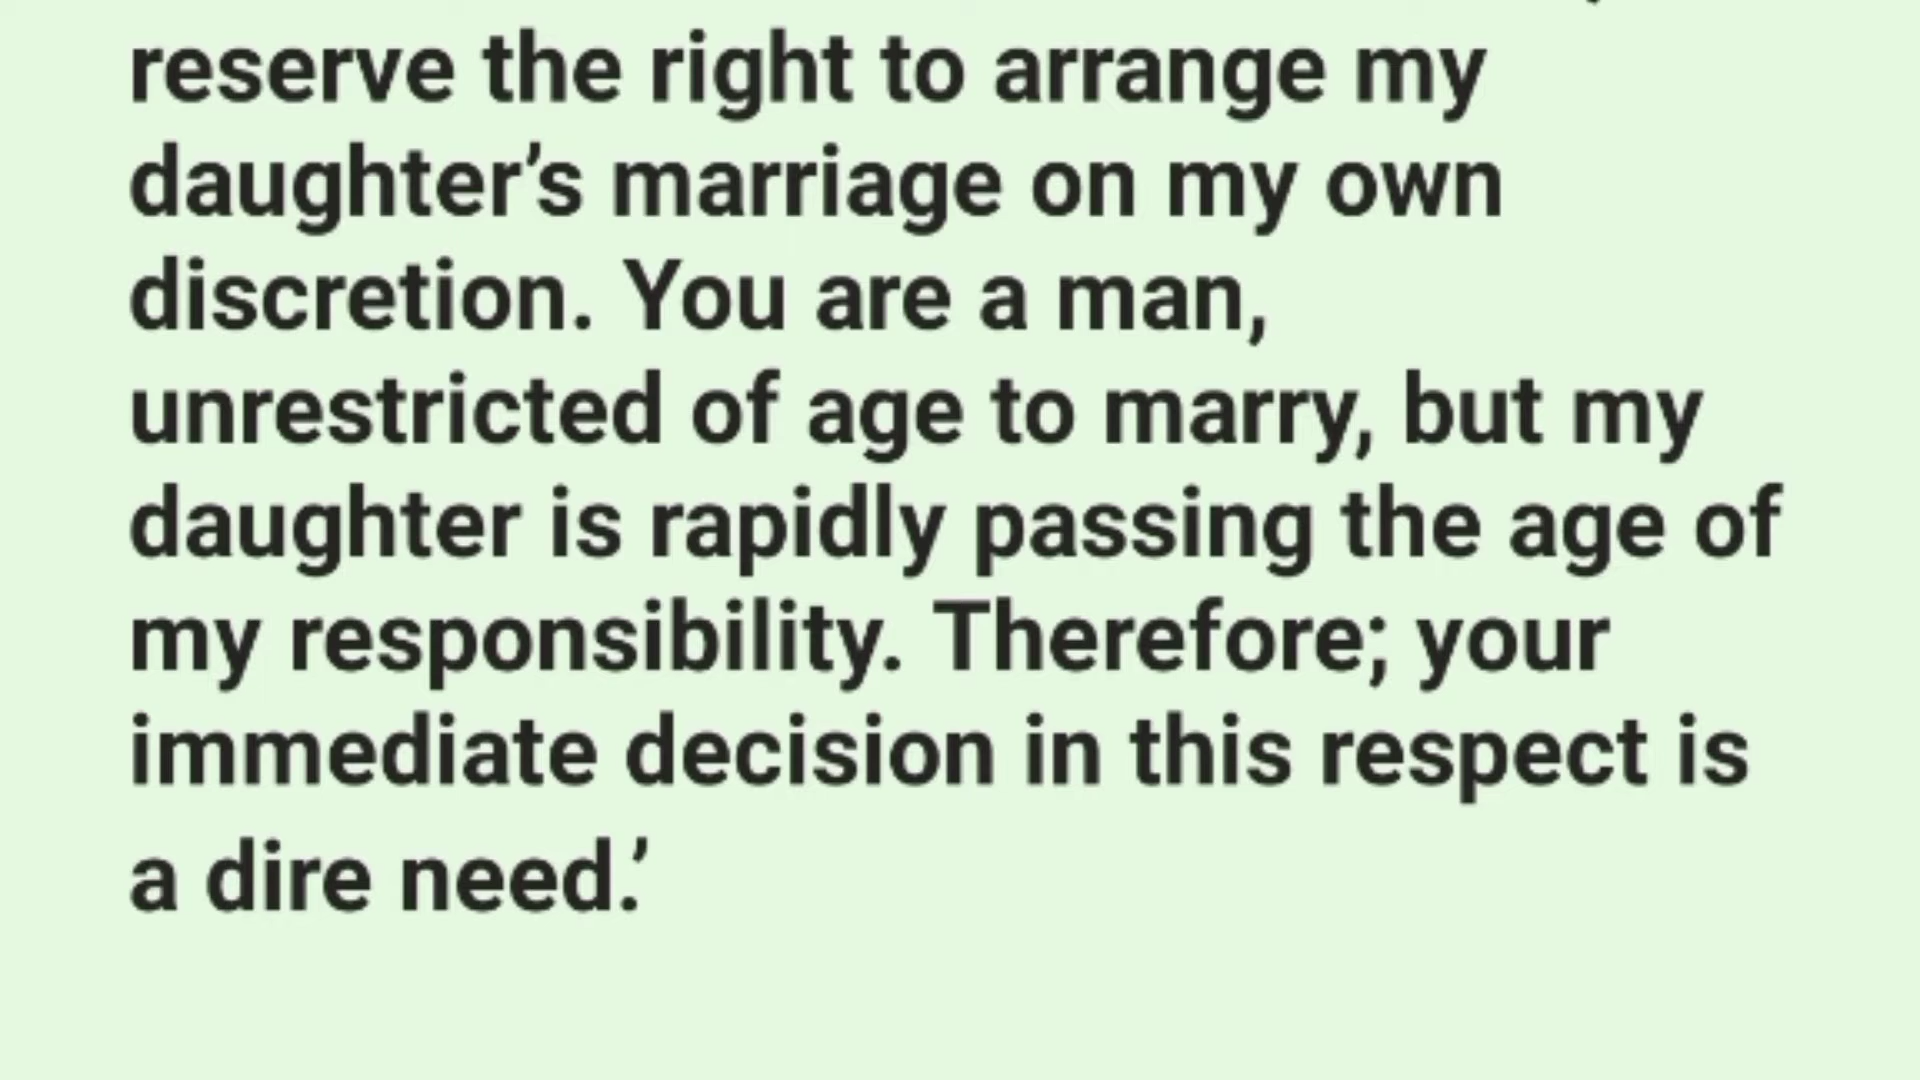 reserve the right to arrange my
daughter’s marriage on my own
discretion. You are a man,
unrestricted of age to marry, but my
daughter is rapidly passing the age of
my responsibility. Therefore; your
immediate decision in this respect is
a dire need.’